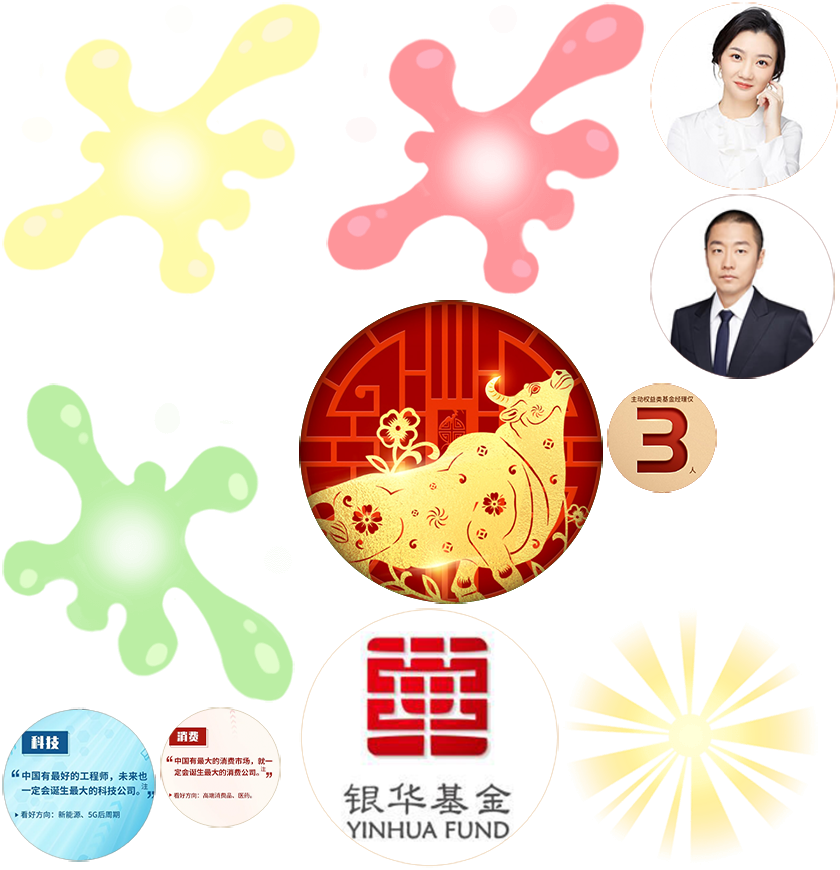 主动权益类基金经理仅
3
人
科技
“中国有最好的工程师，未来也
一定会诞生最大的科技公司。注”
▶看好方向：新能源、5G后周期
消费
“中国有最大的消费市场，就一
定会诞生最大的消费公司。注”
▶看好方向：高端消费品、医药。
華
银华基金
YINHUA FUND